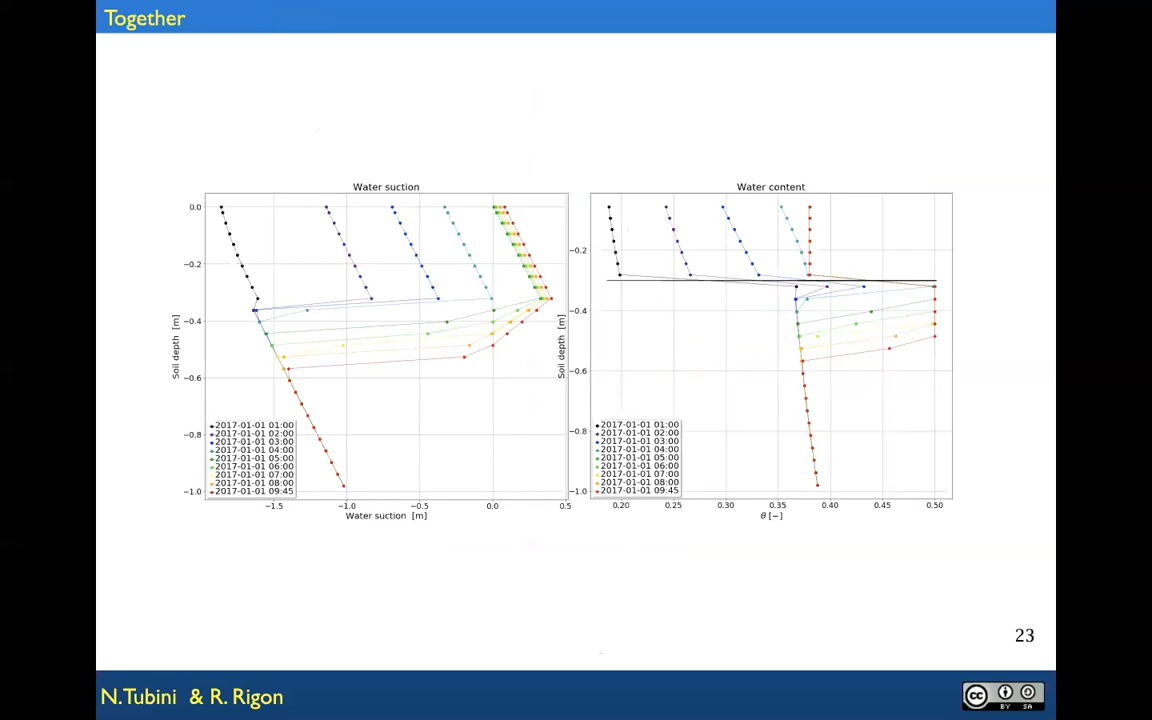 Together
Water suction
0.0
−0.2
−0.4
−0.6
−0.8
−1.0
Soil depth [m]
2017-01-01 01:00
2017-01-01 02:00
2017-01-01 03:00
2017-01-01 04:00
2017-01-01 05:00
2017-01-01 06:00
2017-01-01 07:00
2017-01-01 08:00
2017-01-01 09:45
−1.5 −1.0 −0.5 0.0 0.5
Water suction [m]
Water content
−0.2
−0.4
−0.6
−0.8
−1.0
Soil depth [m]
2017-01-01 01:00
2017-01-01 02:00
2017-01-01 03:00
2017-01-01 04:00
2017-01-01 05:00
2017-01-01 06:00
2017-01-01 07:00
2017-01-01 08:00
2017-01-01 09:45
0.20 0.25 0.30 0.35 0.40 0.45 0.50
θ [−]
23
N.Tubini & R. Rigon
cc
BY SA